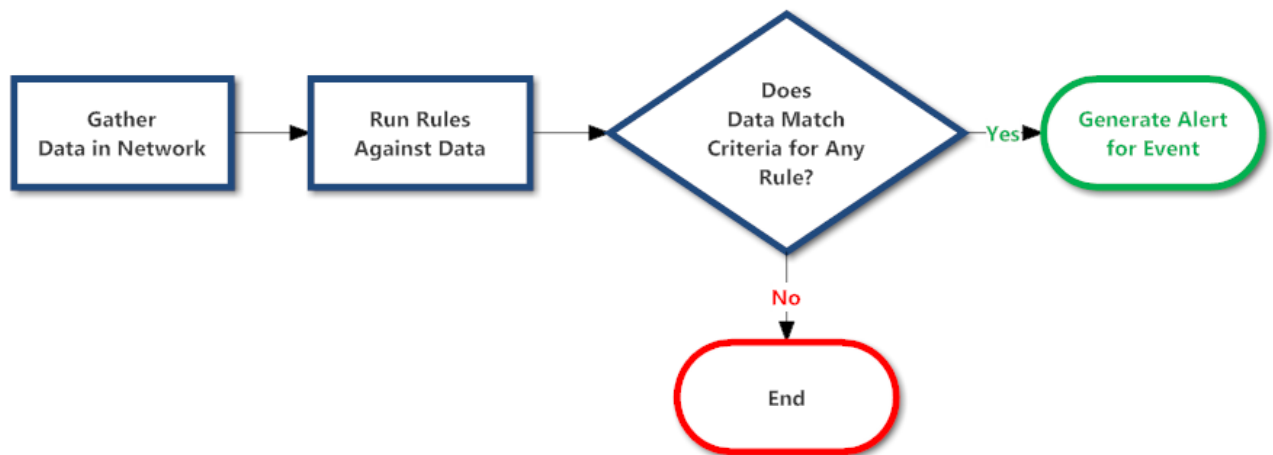 Gather
Data in Network
Run Rules
Against Data
Does
Data Match
Criteria for Any
Rule?
Yes
Generate Alert
for Event
No
End